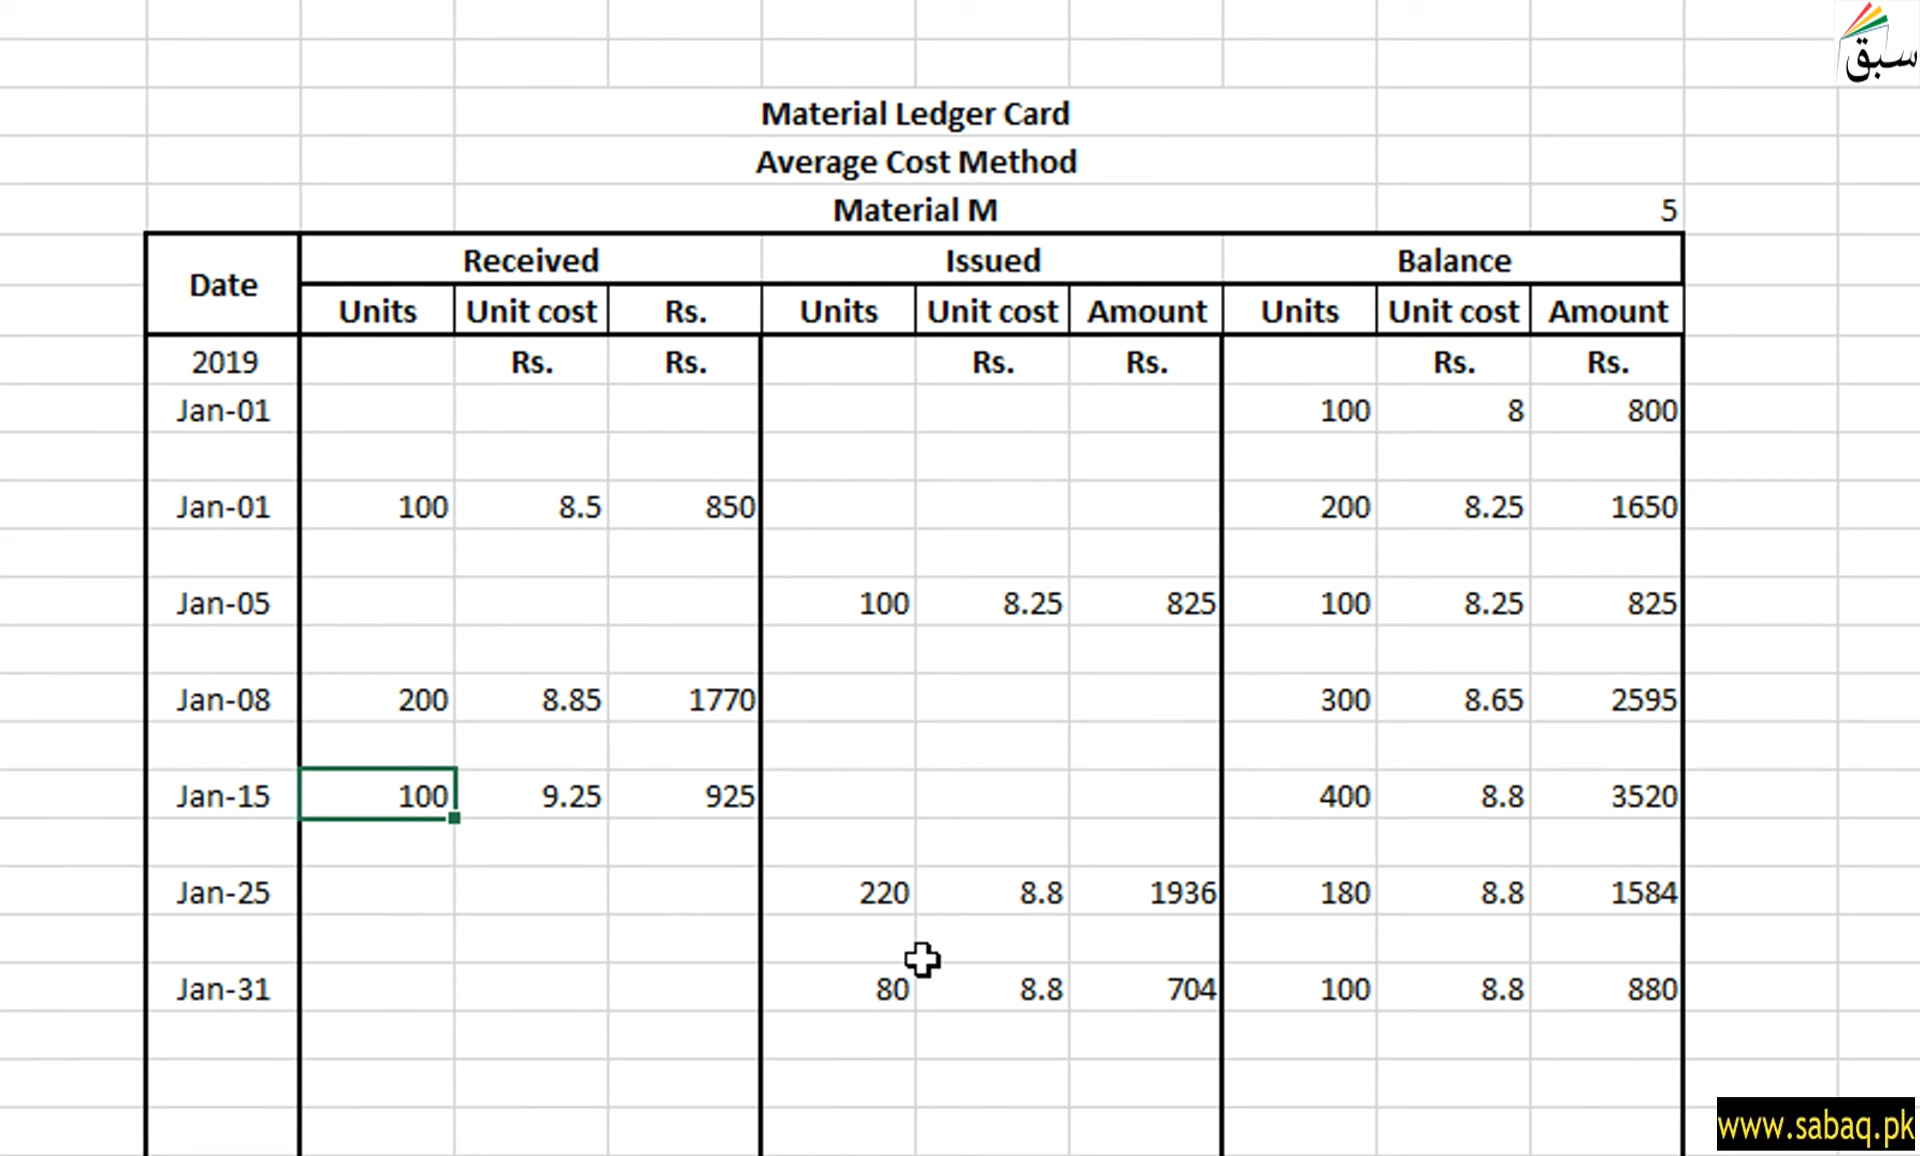 سبق
Material Ledger Card
Average Cost Method
Material M 5
Date Received Issued Balance
Units Unit cost Rs. Units Unit cost Amount Units Unit cost Amount
2019 Rs. Rs. Rs. Rs. Rs. Rs.
Jan-01 100 8 800
Jan-01 100 8.5 850 200 8.25 1650
Jan-05 100 8.25 825 100 8.25 825
Jan-08 200 8.85 1770 300 8.65 2595
Jan-15 100 9.25 925 400 8.8 3520
Jan-25 220 8.8 1936 180 8.8 1584
Jan-31 80 8.8 704 100 8.8 880
www.sabaq.pk